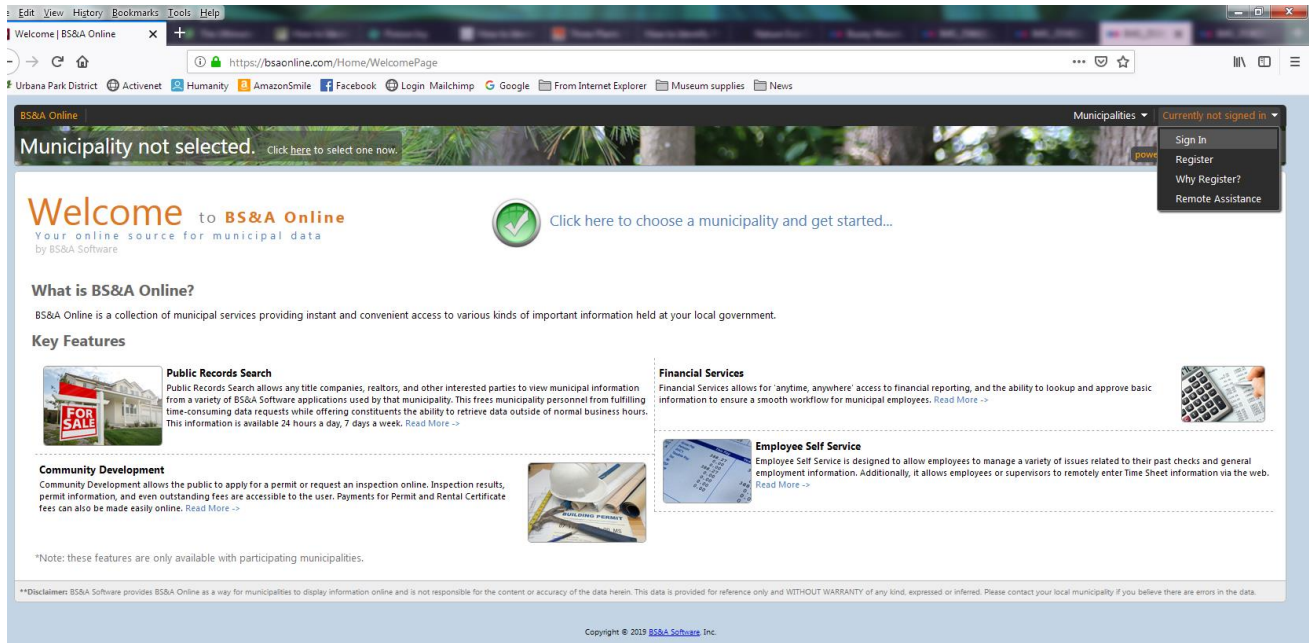 Edit View History Bookmarks Tools Help
Welcome | BS&A Online
https://bsaonline.com/Home/WelcomePage
Urbana Park District Activenet Humanity AmazonSmile Facebook Login Mailchimp Google From Internet Explorer Museum supplies News
BS&A Online Municipalities Currently not signed in
Municipality not selected. Click here to select one now.
Sign In
Register
Why Register?
Remote Assistance
Welcome to BS&A Online
Your online source for municipal data
by BS&A Software
Click here to choose a municipality and get started...
What is BS&A Online?
BS&A Online is a collection of municipal services providing instant and convenient access to various kinds of important information held at your local government.
Key Features
FOR SALE
Public Records Search
Public Records Search allows any title companies, realtors, and other interested parties to view municipal information
from a variety of BS&A Software applications used by that municipality. This frees municipality personnel from fulfilling
time-consuming data requests while offering constituents the ability to retrieve data outside of normal business hours.
This information is available 24 hours a day, 7 days a week. Read More ->
Financial Services
Financial Services allows for 'anytime, anywhere' access to financial reporting, and the ability to lookup and approve basic
information to ensure a smooth workflow for municipal employees. Read More ->
Community Development
Community Development allows the public to apply for a permit or request an inspection online. Inspection results,
permit information, and even outstanding fees are accessible to the user. Payments for Permit and Rental Certificate
fees can also be made easily online. Read More ->
BUILDING PERMIT
Employee Self Service
Employee Self Service is designed to allow employees to manage a variety of issues related to their past checks and general
employment information. Additionally, it allows employees or supervisors to remotely enter Time Sheet information via the web.
Read More ->
*Note: these features are only available with participating municipalities.
**Disclaimer: BS&A Software provides BS&A Online as a way for municipalities to display information online and is not responsible for the content or accuracy of the data herein. This data is provided for reference only and WITHOUT WARRANTY of any kind, expressed or inferred. Please contact your local municipality if you believe there are errors in the data.
Copyright © 2019 BS&A Software, Inc.